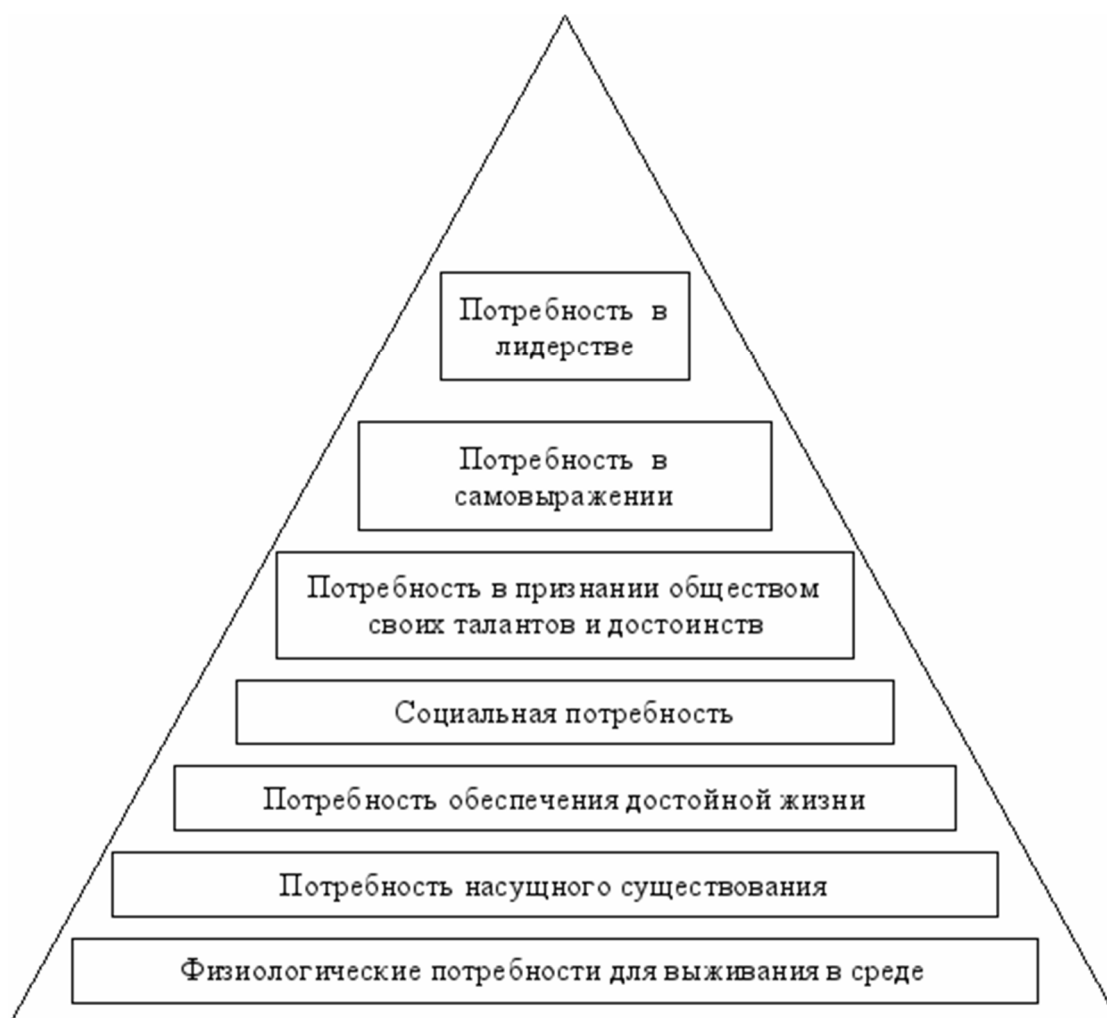 Потребность в
лидерстве
Потребность в
самовыражении
Потребность в признании обществом
своих талантов и достоинств
Социальная потребность
Потребность обеспечения достойной жизни
Потребность насущного существования
Физиологические потребности для выживания в среде